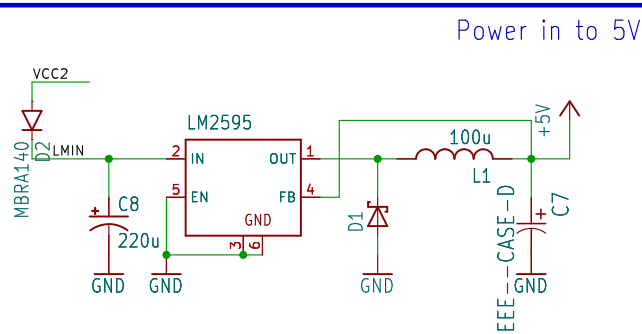 Power in to 5V
VCC2
MBRA140
D2
LMIN
LM2595
2
IN
OUT
1
5
EN
FB
4
GND
3
6
C8
220u
GND
GND
D1
GND
100u
L1
+5V
C7
EEE--CASE-D
GND